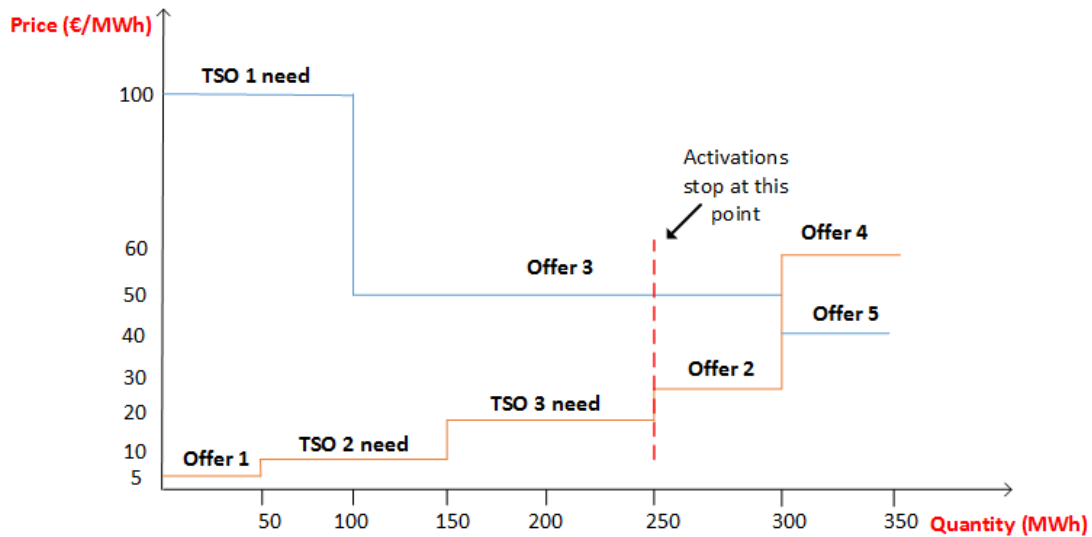 Price (€/MWh)
TSO 1 need
100
Activations
stop at this
point
60
Offer 4
Offer 3
50
40
Offer 5
30
Offer 2
20
TSO 3 need
10
TSO 2 need
Offer 1
5
50
100
150
200
250
300
350
Quantity (MWh)